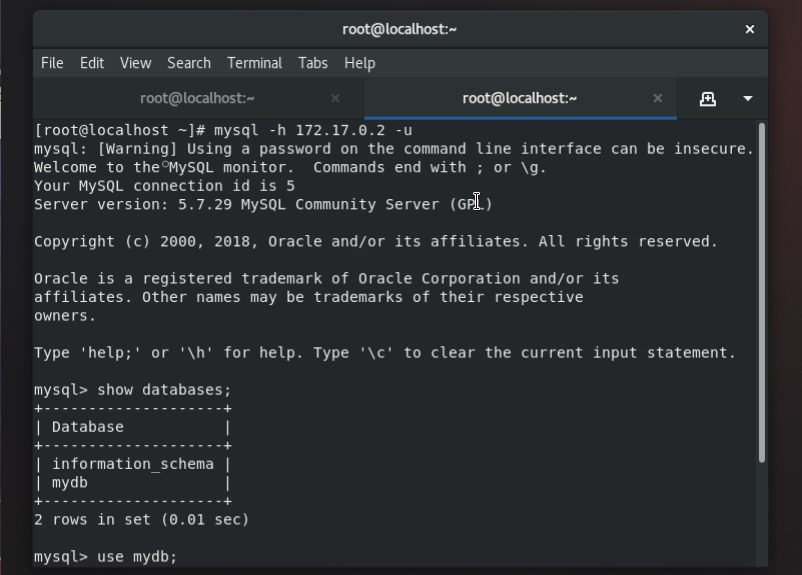 root@localhost:~
File Edit View Search Terminal Tabs Help
root@localhost:~ root@localhost:~
[root@localhost ~]# mysql -h 172.17.0.2 -u
mysql: [Warning] Using a password on the command line interface can be insecure.
Welcome to the MySQL monitor.  Commands end with ; or \g.
Your MySQL connection id is 5
Server version: 5.7.29 MySQL Community Server (GPL)
Copyright (c) 2000, 2018, Oracle and/or its affiliates. All rights reserved.
Oracle is a registered trademark of Oracle Corporation and/or its
affiliates. Other names may be trademarks of their respective
owners.
Type 'help;' or '\h' for help. Type '\c' to clear the current input statement.
mysql> show databases;
+--------------------+
| Database           |
+--------------------+
| information_schema |
| mydb               |
+--------------------+
2 rows in set (0.01 sec)
mysql> use mydb;